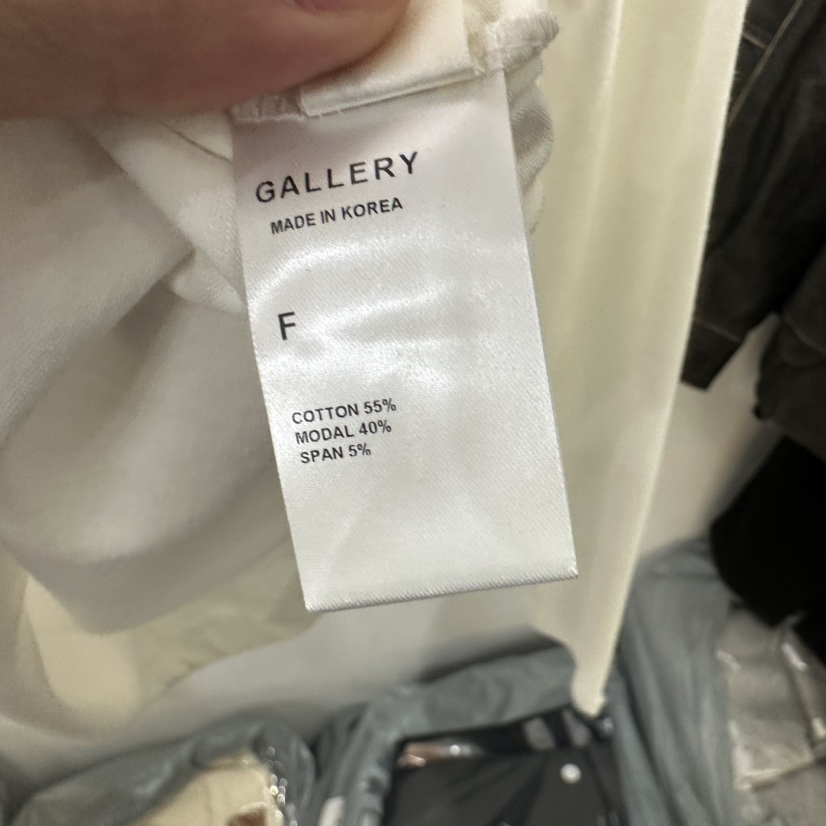 GALLERY
MADE IN KOREA
F
COTTON 55%
MODAL 40%
SPAN 5%